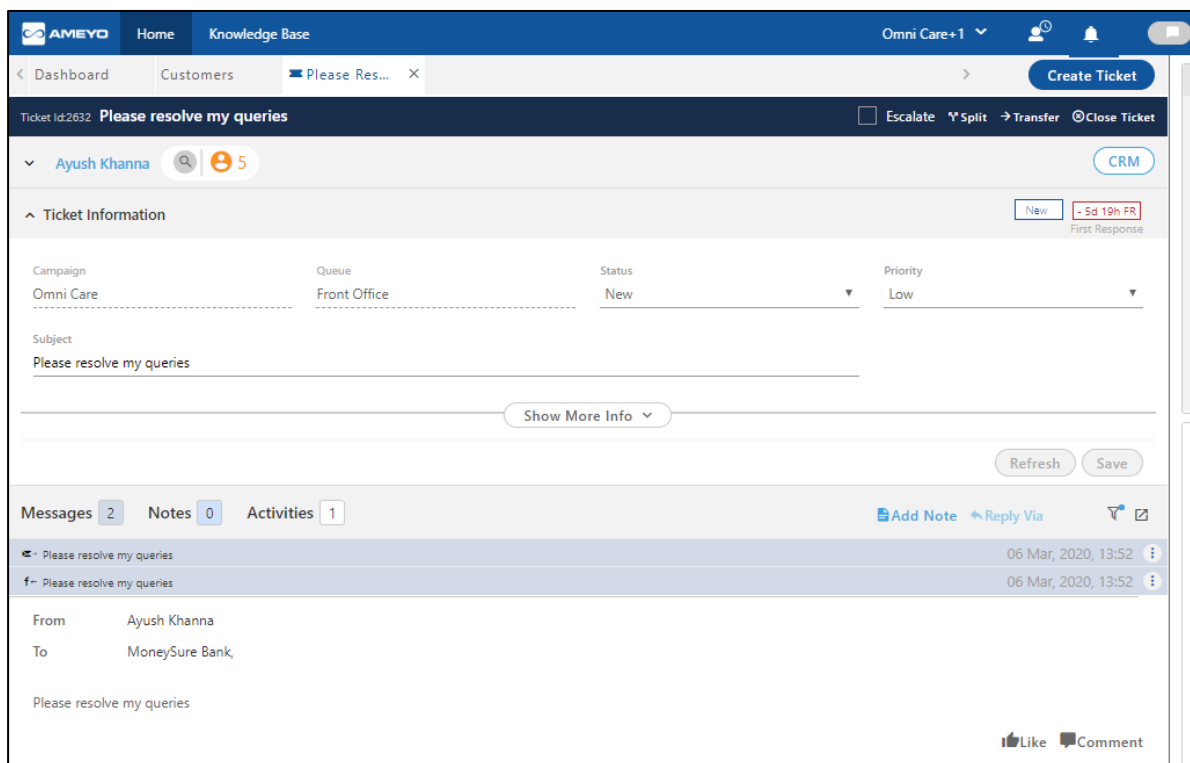 AMEYO Home Knowledge Base Omni Care+1
Dashboard Customers Please Res... Create Ticket
Ticket Id:2632 Please resolve my queries Escalate Split Transfer Close Ticket
Ayush Khanna 5 CRM
Ticket Information New - 5d 19h FR
First Response
Campaign Queue Status Priority
Omni Care Front Office New Low
Subject
Please resolve my queries
Show More Info
Refresh Save
Messages 2 Notes 0 Activities 1 Add Note Reply Via
Please resolve my queries 06 Mar, 2020, 13:52
Please resolve my queries 06 Mar, 2020, 13:52
From Ayush Khanna
To MoneySure Bank,
Please resolve my queries
Like Comment